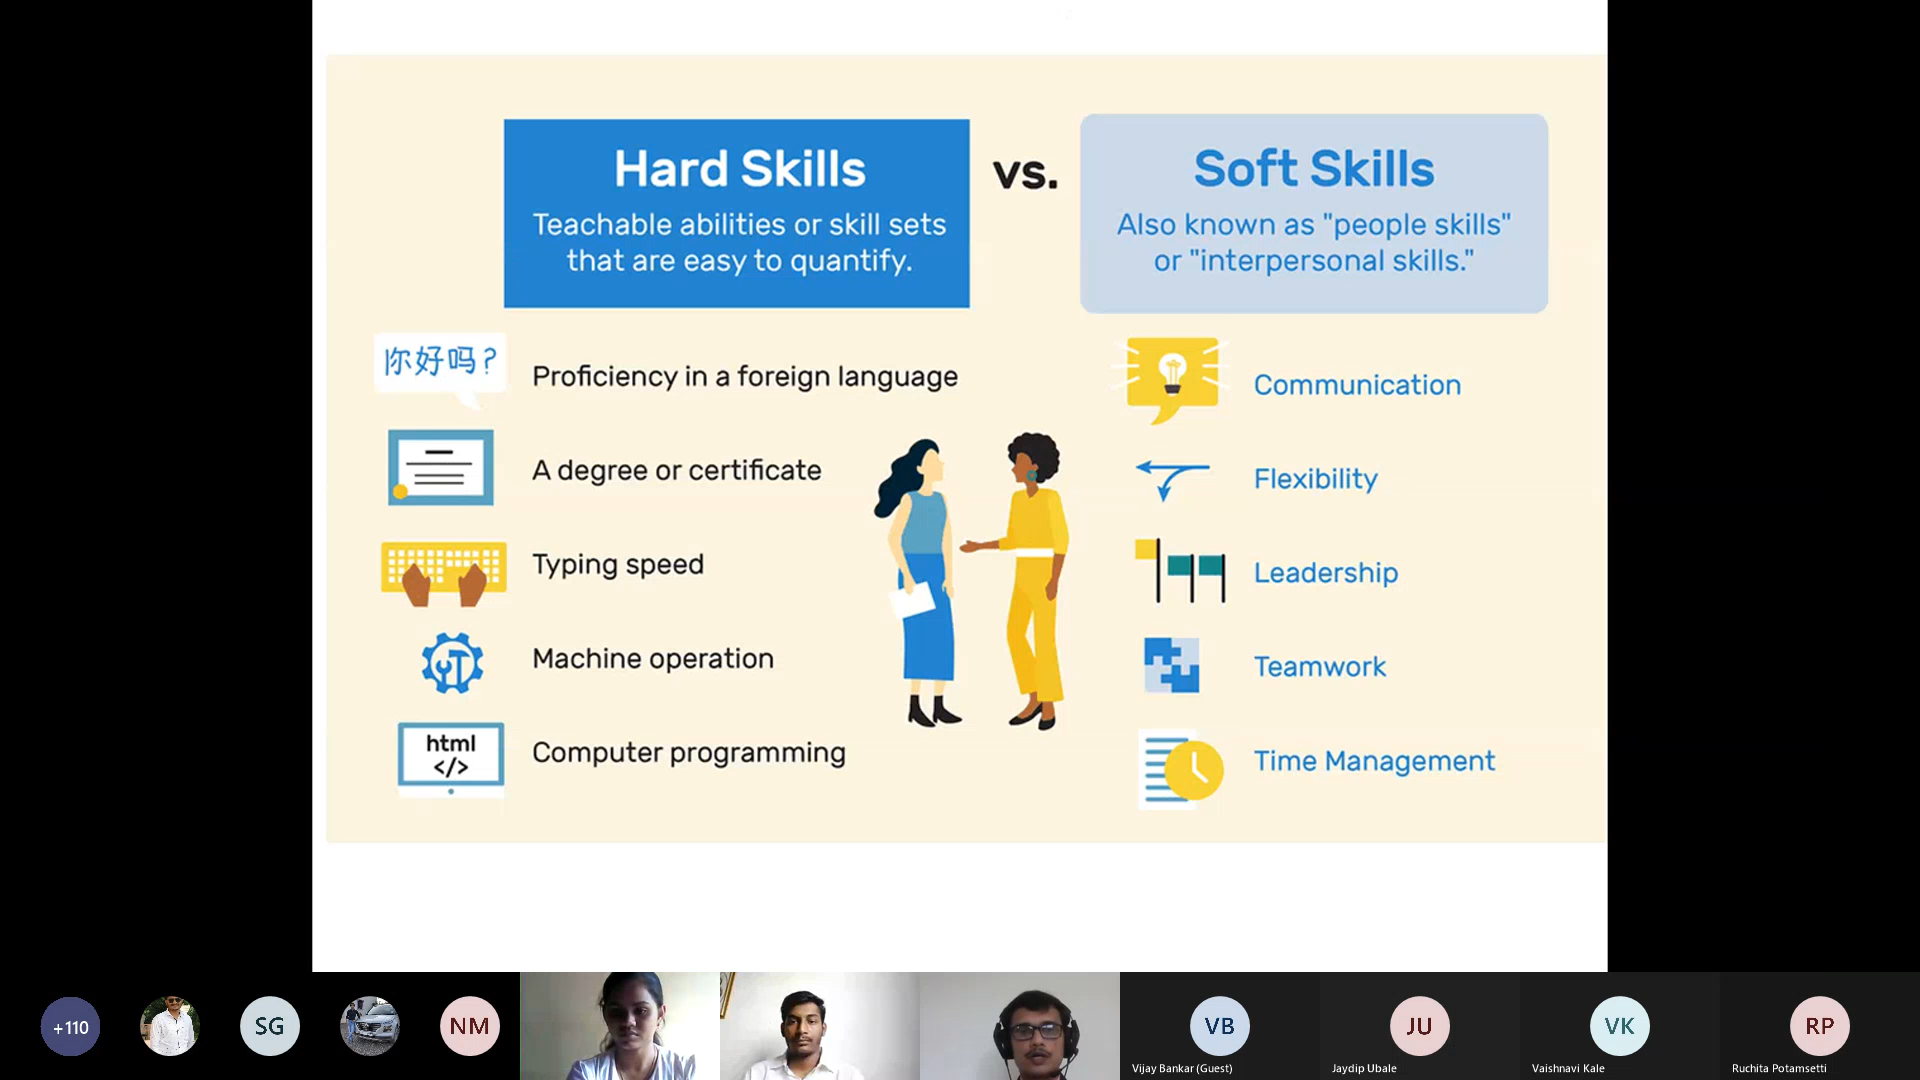 Hard Skills
Teachable abilities or skill sets
that are easy to quantify.
vs.
Soft Skills
Also known as "people skills"
or "interpersonal skills."
你好吗?
Proficiency in a foreign language
A degree or certificate
Typing speed
Machine operation
html
</>
Computer programming
Communication
Flexibility
Leadership
Teamwork
Time Management
+110
SG
NM
VB
Vijay Bankar (Guest)
JU
Jaydip Ubale
VK
Vaishnavi Kale
RP
Ruchita Potamsetti